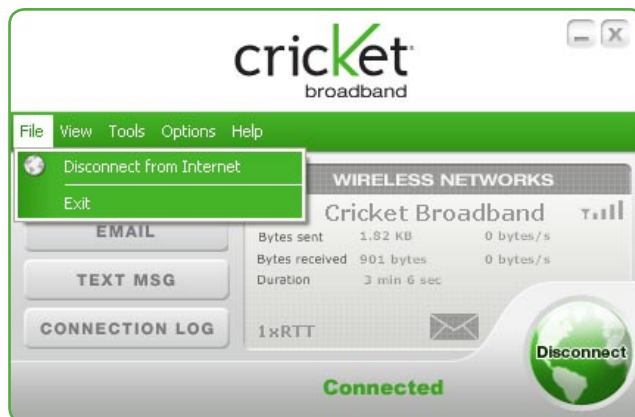 cricket
broadband
File View Tools Options Help
Disconnect from Internet
Exit
WIRELESS NETWORKS
Cricket Broadband
EMAIL
Bytes sent 1.82 KB 0 bytes/s
Bytes received 901 bytes 0 bytes/s
TEXT MSG
Duration 3 min 6 sec
CONNECTION LOG
1xRTT
Disconnect
Connected